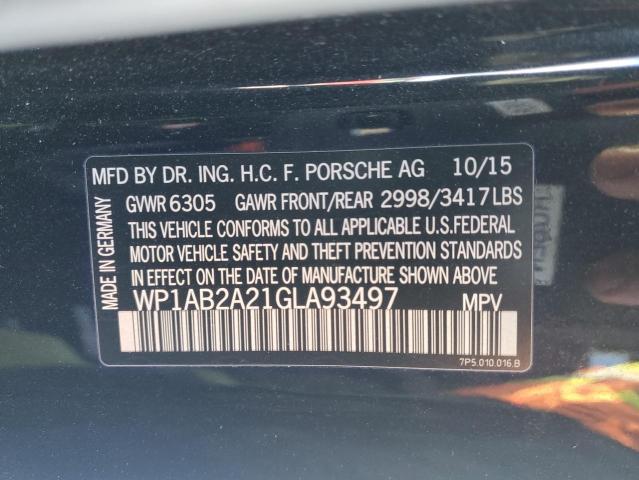 MFD BY DR. ING. H.C. F. PORSCHE AG 10/15
GVWR 6305 GAWR FRONT/REAR 2998/3417LBS
THIS VEHICLE CONFORMS TO ALL APPLICABLE U.S.FEDERAL
MOTOR VEHICLE SAFETY AND THEFT PREVENTION STANDARDS
IN EFFECT ON THE DATE OF MANUFACTURE SHOWN ABOVE
WP1AB2A21GLA93497 MPV
7P5.010.016.B
MADE IN GERMANY